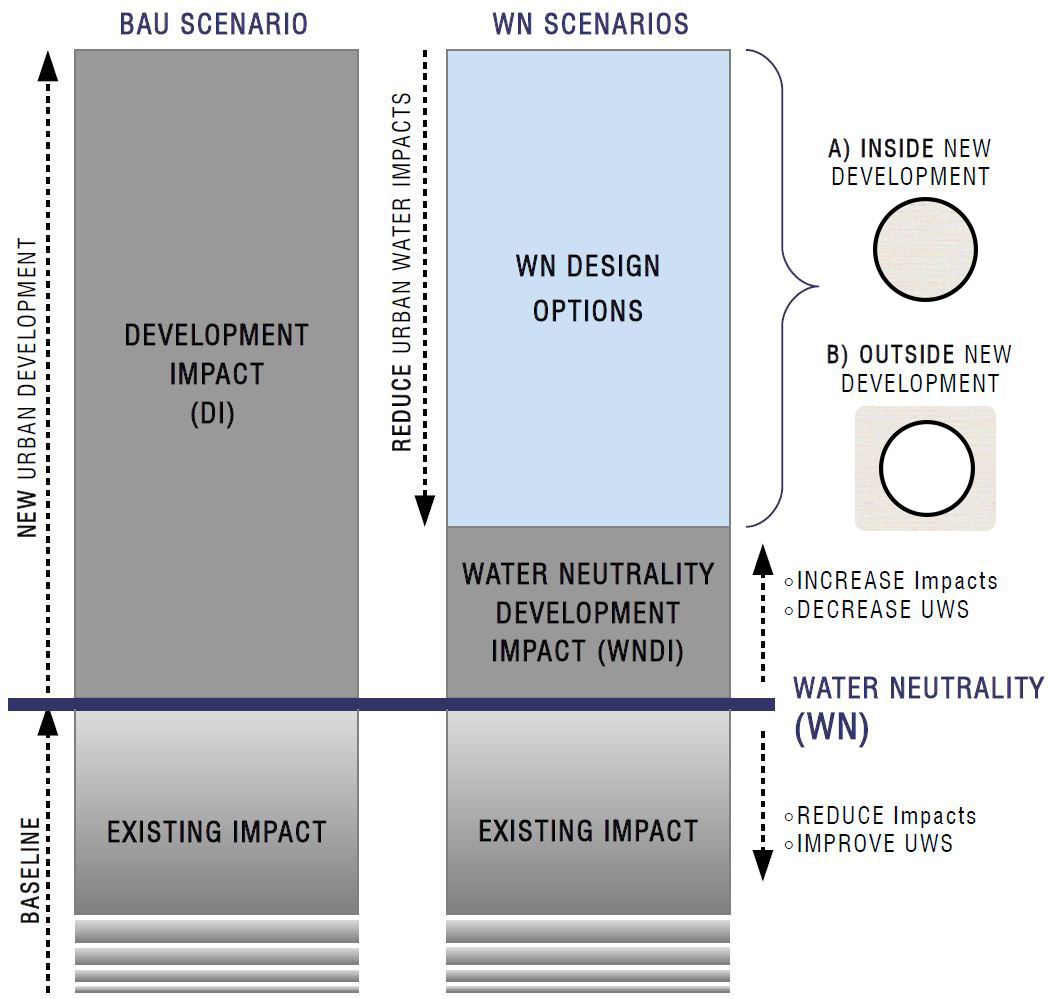 BAU SCENARIO
WN SCENARIOS
NEW URBAN DEVELOPMENT
DEVELOPMENT
IMPACT
(DI)
REDUCE URBAN WATER IMPACTS
WN DESIGN
OPTIONS
A) INSIDE NEW
DEVELOPMENT
B) OUTSIDE NEW
DEVELOPMENT
WATER NEUTRALITY
DEVELOPMENT
IMPACT (WNDI)
○INCREASE Impacts
○DECREASE UWS
WATER NEUTRALITY
(WN)
BASELINE
EXISTING IMPACT
EXISTING IMPACT
○REDUCE Impacts
○IMPROVE UWS